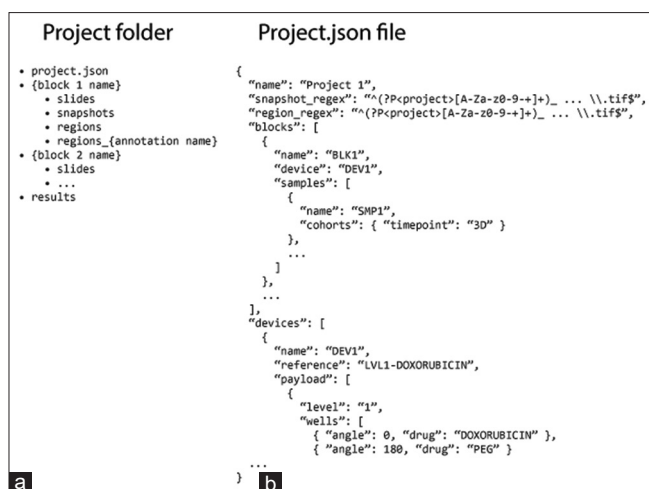 Project folder
• project.json
• {block 1 name}
• slides
• snapshots
• regions
• regions_{annotation name}
• {block 2 name}
• slides
• ...
• results
a
Project.json file
{
“name”: “Project 1”,
“snapshot_regex”: “^(?P<project>[A-Za-z0-9-+]+)_ ... \\.tif$”,
“region_regex”: “^(?P<project>[A-Za-z0-9-+]+)_ ... \\.tif$”,
“blocks”: [
{
“name”: “BLK1”,
“device”: “DEV1”,
“samples”: [
{
“name”: “SMP1”,
“cohorts”: { “timepoint”: “3D” }
},
...
]
},
...
],
“devices”: [
{
“name”: “DEV1”,
“reference”: “LVL1-DOXORUBICIN”,
“payload”: [
{
“level”: “1”,
“wells”: [
{ “angle”: 0, “drug”: “DOXORUBICIN” },
{ “angle”: 180, “drug”: “PEG” }
...
}
b